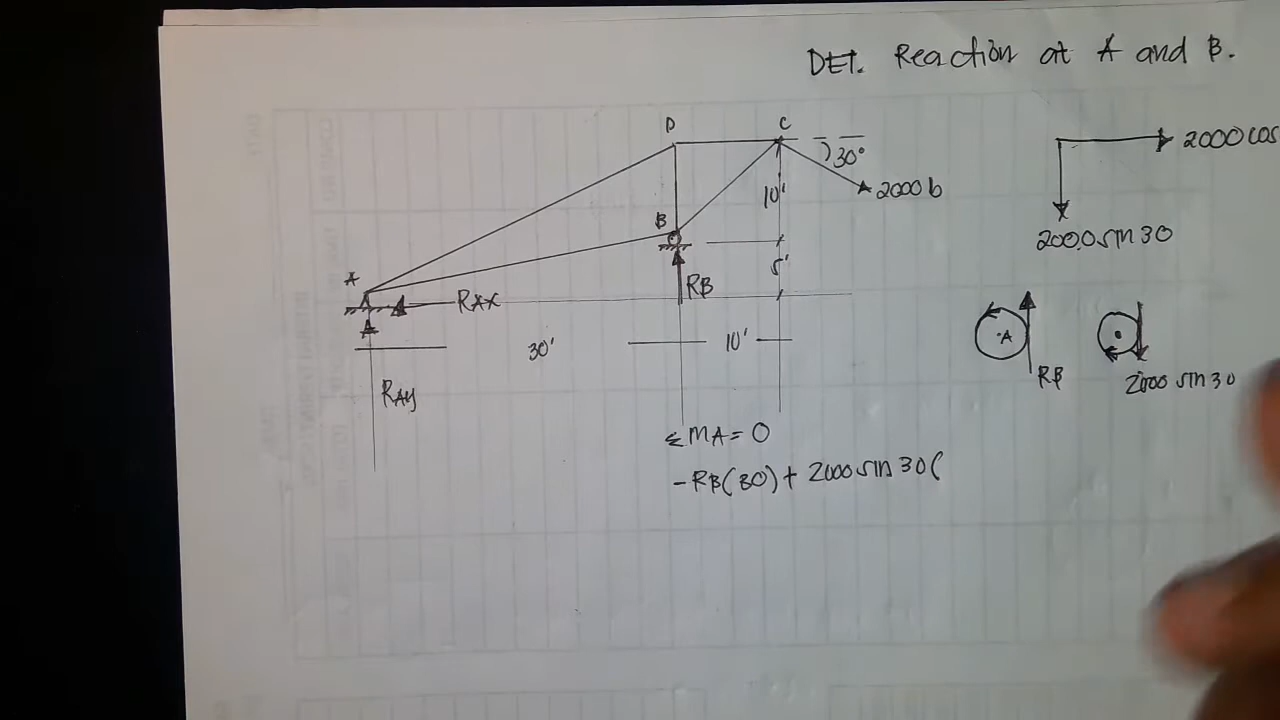 DET. Reaction at A and B.
D
C
30°
2000 lb
10'
B
5'
A
RAX
RB
30'
10'
RAY
2000 cos
2000 sin 30
A
RB
2000 sin 30
ΣMA = 0
-RB(30) + 2000 sin 30 (